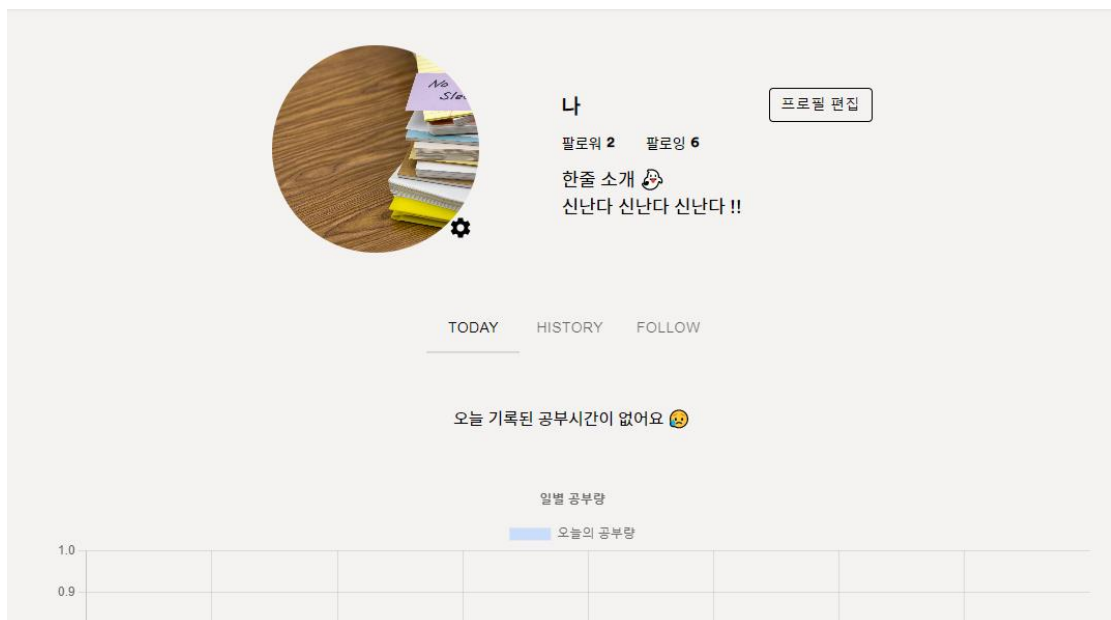 No
나
프로필 편집
팔로워 2 팔로잉 6
한줄 소개 👻
신난다 신난다 신난다 !!
TODAY HISTORY FOLLOW
오늘 기록된 공부시간이 없어요 😥
일별 공부량
오늘의 공부량
1.0
0.9